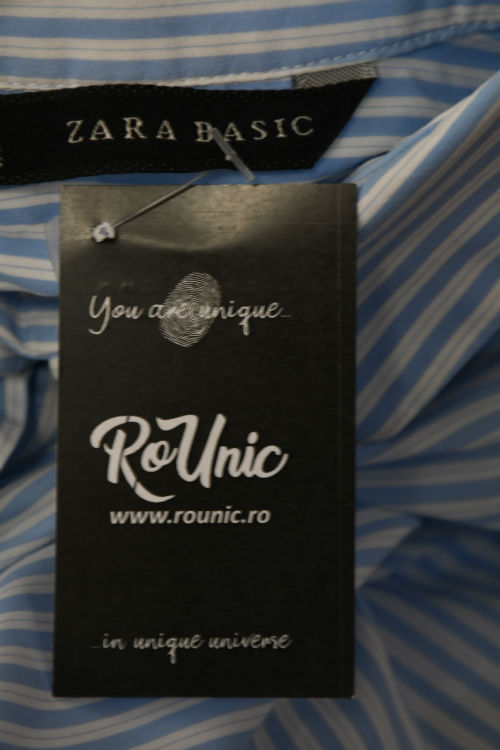 ZARA BASIC
You are unique...
RoUnic
www.rounic.ro
...in unique universe